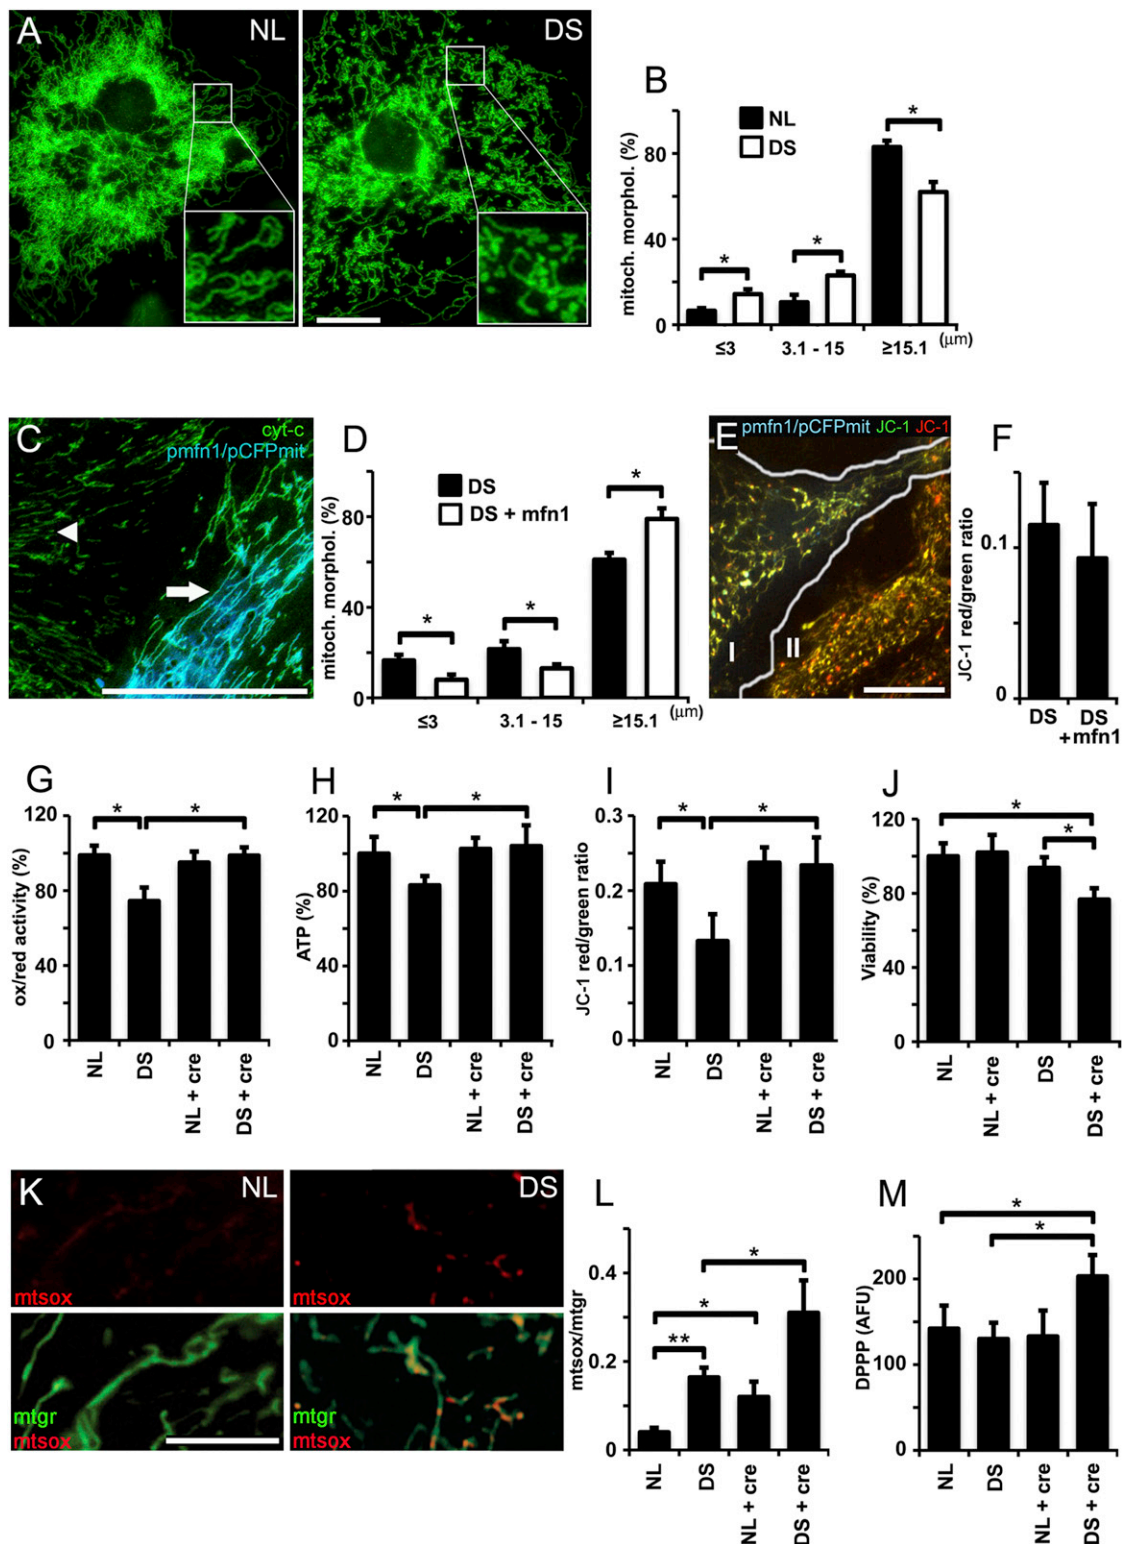 A NL DS
B
NL
DS
mitoch. morphol. (%)
80
40
0
* * *
≤3 3.1 - 15 ≥15.1 (μm)
C cyt-c
pmfn1/pCFPmit
D
DS
DS + mfn1
mitoch. morphol. (%)
80
40
0
* * *
≤3 3.1 - 15 ≥15.1 (μm)
E pmfn1/pCFPmit JC-1 JC-1
I II
F
JC-1 red/green ratio
0.1
0
DS DS
+mfn1
G
ox/red activity (%)
120
80
40
0
* *
NL DS NL + cre DS + cre
H
ATP (%)
120
80
40
0
* *
NL DS NL + cre DS + cre
I
JC-1 red/green ratio
0.3
0.2
0.1
0
* *
NL DS NL + cre DS + cre
J
Viability (%)
120
80
40
0
*
*
NL NL + cre DS DS + cre
K NL DS
mtsox mtsox
mtgr mtgr
mtsox mtsox
L
mtsox/mtgr
0.4
0.2
0
*
*
**
NL DS NL + cre DS + cre
M
DPPP (AFU)
200
100
0
*
*
NL DS NL + cre DS + cre